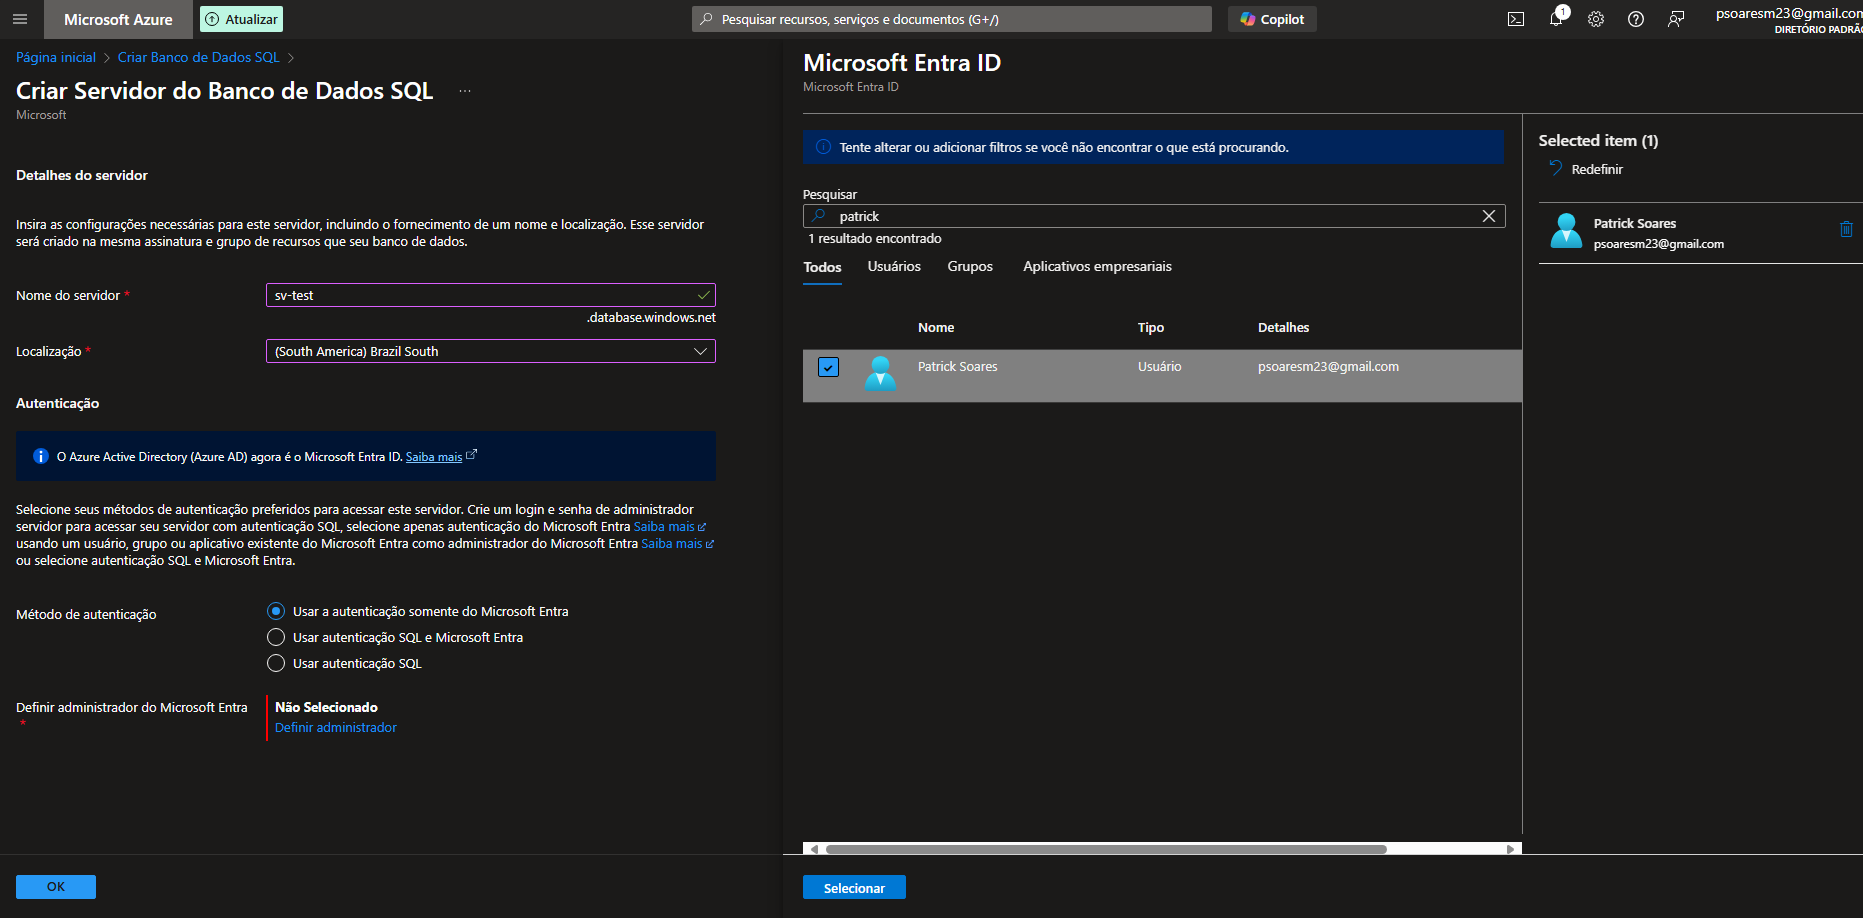 Microsoft Azure
Atualizar
Pesquisar recursos, serviços e documentos (G+/)
Copilot
1
psoaresm23@gmail.com
DIRETÓRIO PADRÃO
Página inicial
Criar Banco de Dados SQL
Criar Servidor do Banco de Dados SQL
...
Microsoft
Detalhes do servidor
Insira as configurações necessárias para este servidor, incluindo o fornecimento de um nome e localização. Esse servidor
será criado na mesma assinatura e grupo de recursos que seu banco de dados.
Nome do servidor *
sv-test
.database.windows.net
Localização *
(South America) Brazil South
Autenticação
O Azure Active Directory (Azure AD) agora é o Microsoft Entra ID. Saiba mais
Selecione seus métodos de autenticação preferidos para acessar este servidor. Crie um login e senha de administrador
servidor para acessar seu servidor com autenticação SQL, selecione apenas autenticação do Microsoft Entra Saiba mais
usando um usuário, grupo ou aplicativo existente do Microsoft Entra como administrador do Microsoft Entra Saiba mais
ou selecione autenticação SQL e Microsoft Entra.
Método de autenticação
Usar a autenticação somente do Microsoft Entra
Usar autenticação SQL e Microsoft Entra
Usar autenticação SQL
Definir administrador do Microsoft Entra
*
Não Selecionado
Definir administrador
OK
Microsoft Entra ID
Microsoft Entra ID
Tente alterar ou adicionar filtros se você não encontrar o que está procurando.
Pesquisar
patrick
1 resultado encontrado
Todos
Usuários
Grupos
Aplicativos empresariais
Nome
Tipo
Detalhes
Patrick Soares
Usuário
psoaresm23@gmail.com
Selecionar
Selected item (1)
Redefinir
Patrick Soares
psoaresm23@gmail.com